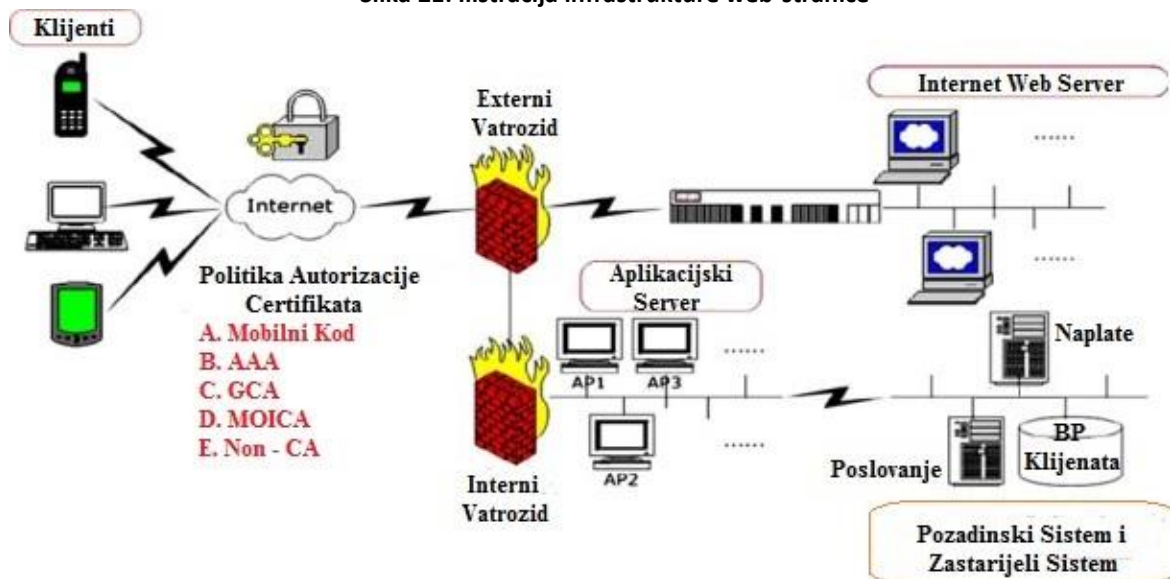 Klijenti
Internet
Externi
Vatrozid
Internet Web Server
......
......
Politika Autorizacije
Certifikata
A. Mobilni Kod
B. AAA
C. GCA
D. MOICA
E. Non - CA
Aplikacijski
Server
AP1
AP3
......
AP2
......
Interni
Vatrozid
Naplate
Poslovanje
BP
Klijenata
Pozadinski Sistem i
Zastarijeli Sistem